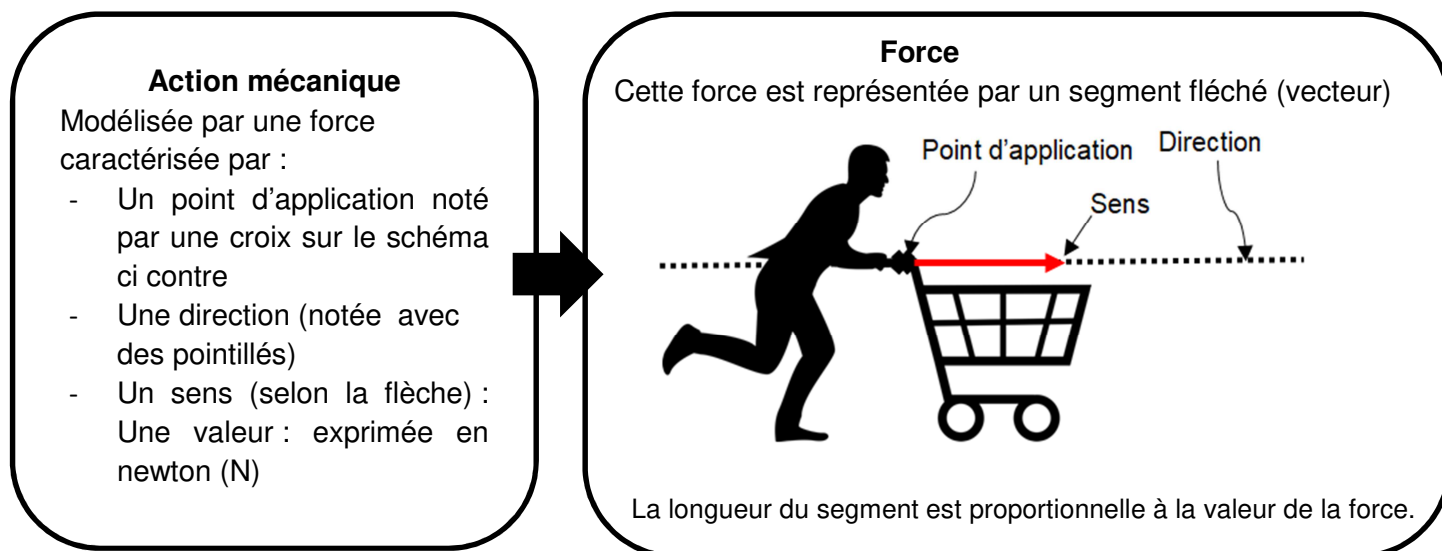 Action mécanique
Modélisée par une force
caractérisée par :
- Un point d'application noté
par une croix sur le schéma
ci contre
- Une direction (notée avec
des pointillés)
- Un sens (selon la flèche) :
Une valeur : exprimée en
newton (N)
Force
Cette force est représentée par un segment fléché (vecteur)
Point d'application
Direction
Sens
La longueur du segment est proportionnelle à la valeur de la force.